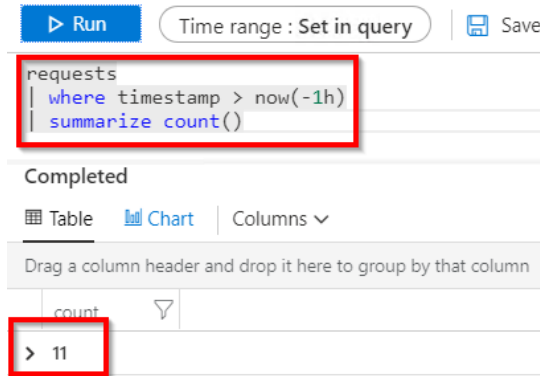 Run
Time range : Set in query
Save
requests
| where timestamp > now(-1h)
| summarize count()
Completed
Table
Chart
Columns
Drag a column header and drop it here to group by that column
count
> 11